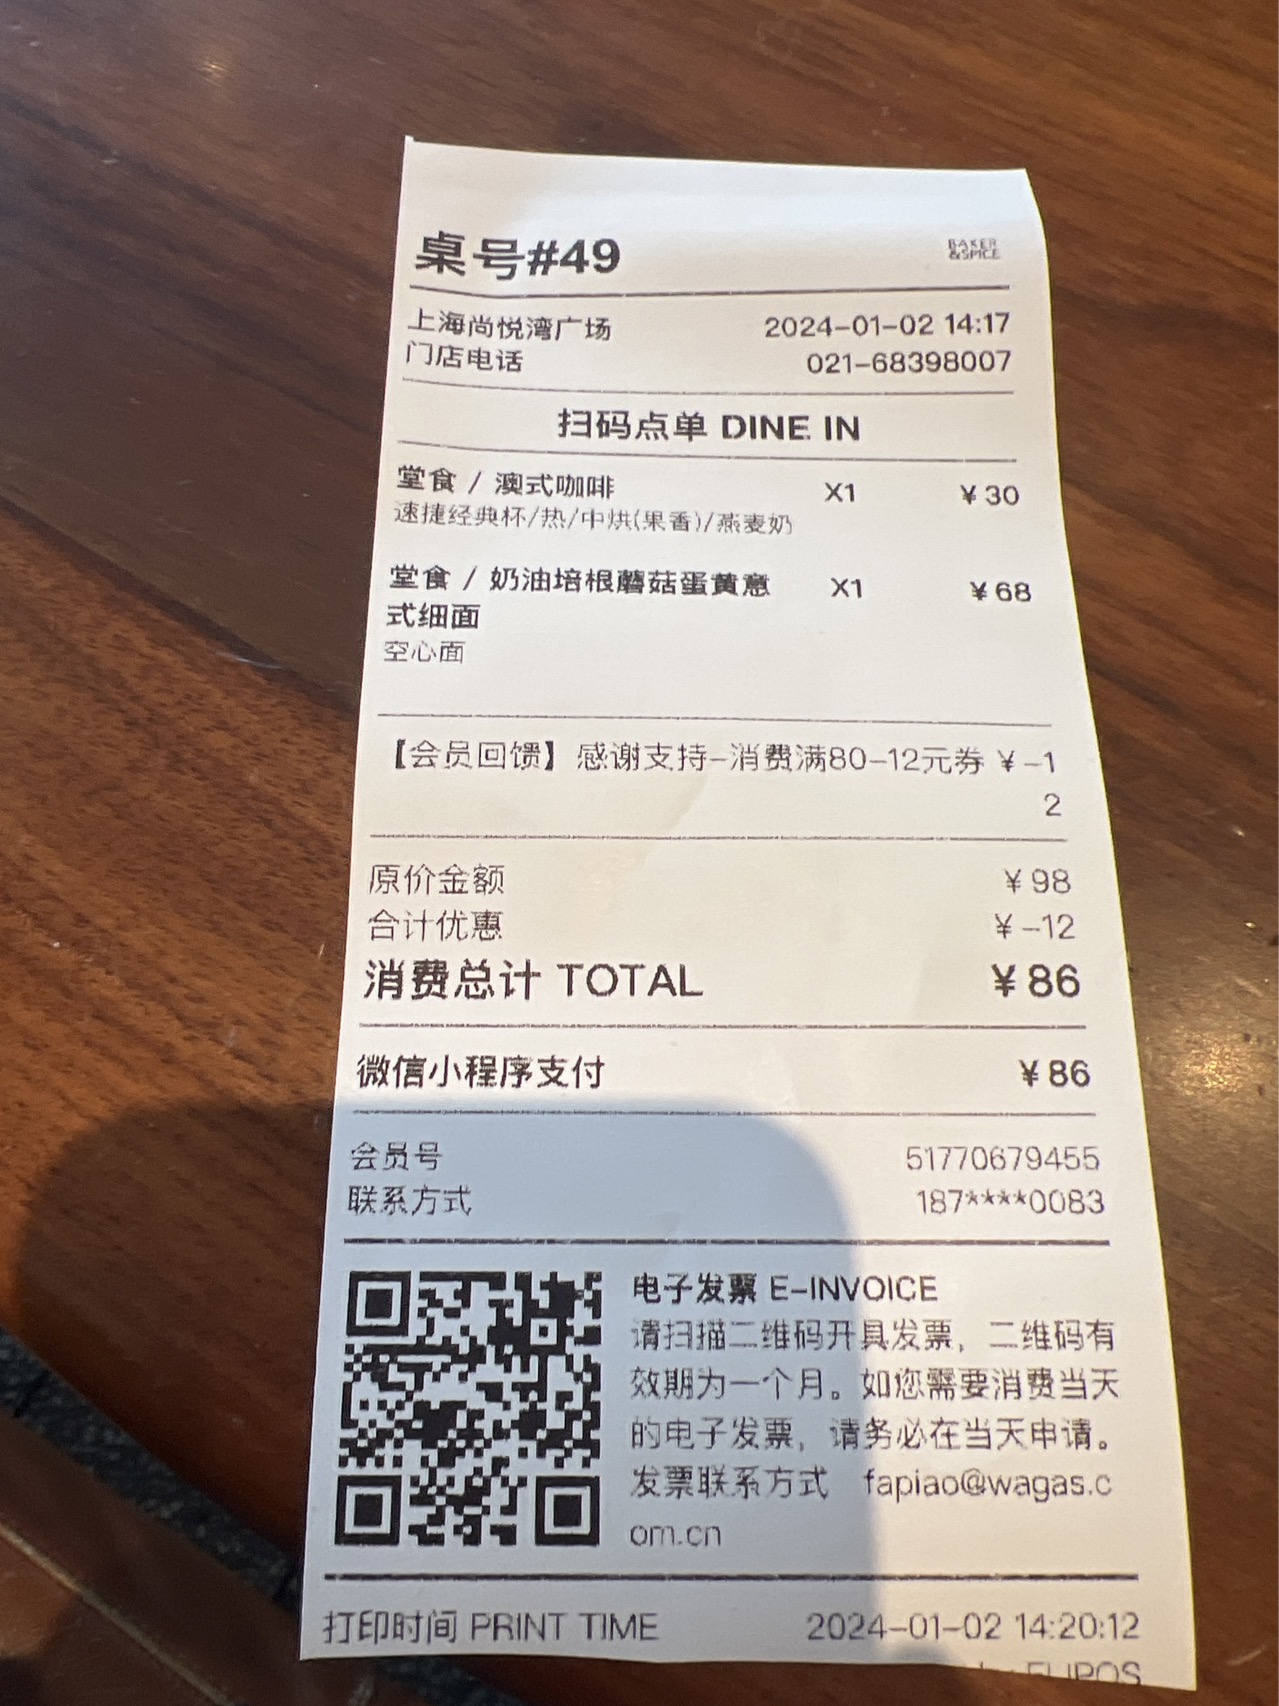 桌号#49
BAKER
&SPICE
上海尚悦湾广场 2024-01-02 14:17
门店电话 021-68398007
扫码点单 DINE IN
堂食 / 澳式咖啡 X1 ¥30
速捷经典杯/热/中烘(果香)/燕麦奶
堂食 / 奶油培根蘑菇蛋黄意 X1 ¥68
式细面
空心面
【会员回馈】感谢支持-消费满80-12元券 ¥-1
2
原价金额 ¥98
合计优惠 ¥-12
消费总计 TOTAL ¥86
微信小程序支付 ¥86
会员号 51770679455
联系方式 187****0083
电子发票 E-INVOICE
请扫描二维码开具发票，二维码有
效期为一个月。如您需要消费当天
的电子发票，请务必在当天申请。
发票联系方式 fapiao@wagas.c
om.cn
打印时间 PRINT TIME 2024-01-02 14:20:12